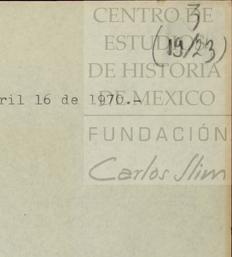 3
CENTRO DE
ESTUDIOS
(19/23)
DE HISTORIA
ril 16 de 1970.-
DE MEXICO
FUNDACIÓN
Carlos Slim